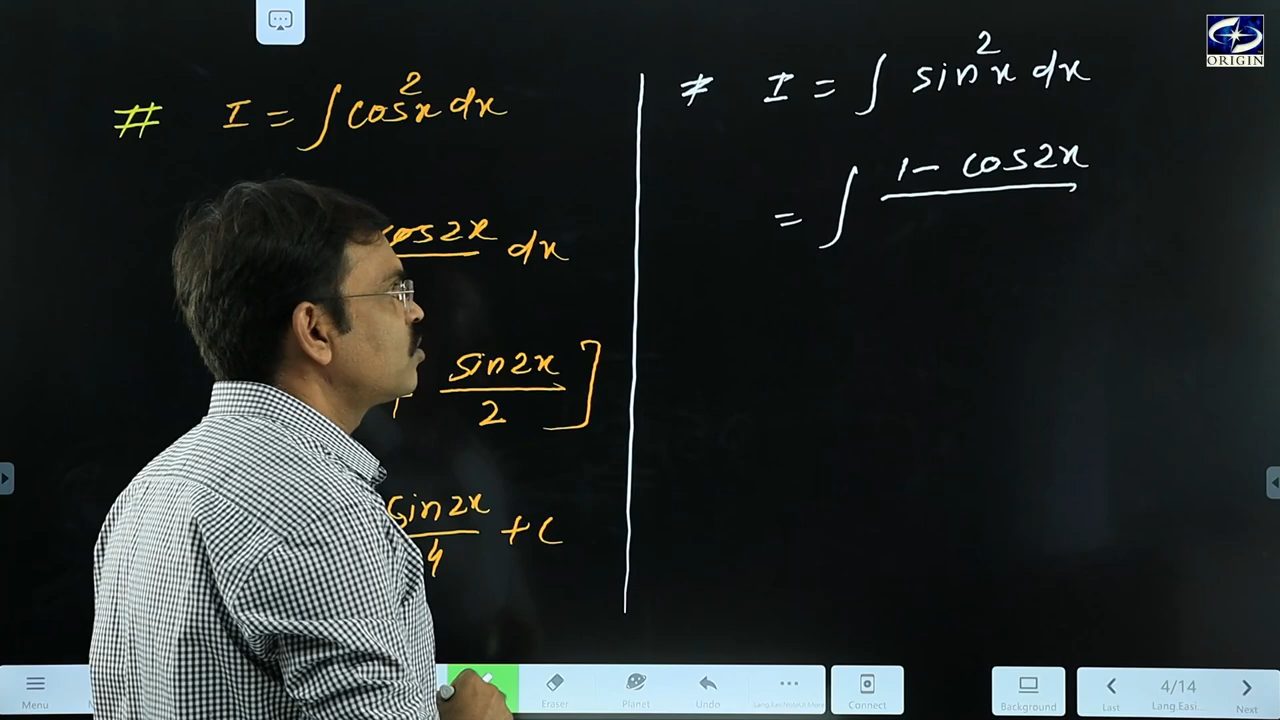 ORIGIN
# I = ∫ cos²x dx
cos2x dx
sin2x / 2 ]
sin2x / 4 + C
* I = ∫ sin²x dx
= ∫ 1 - cos2x
Menu
Eraser
Planet
Undo
Connect
Background
Last
4/14
Next